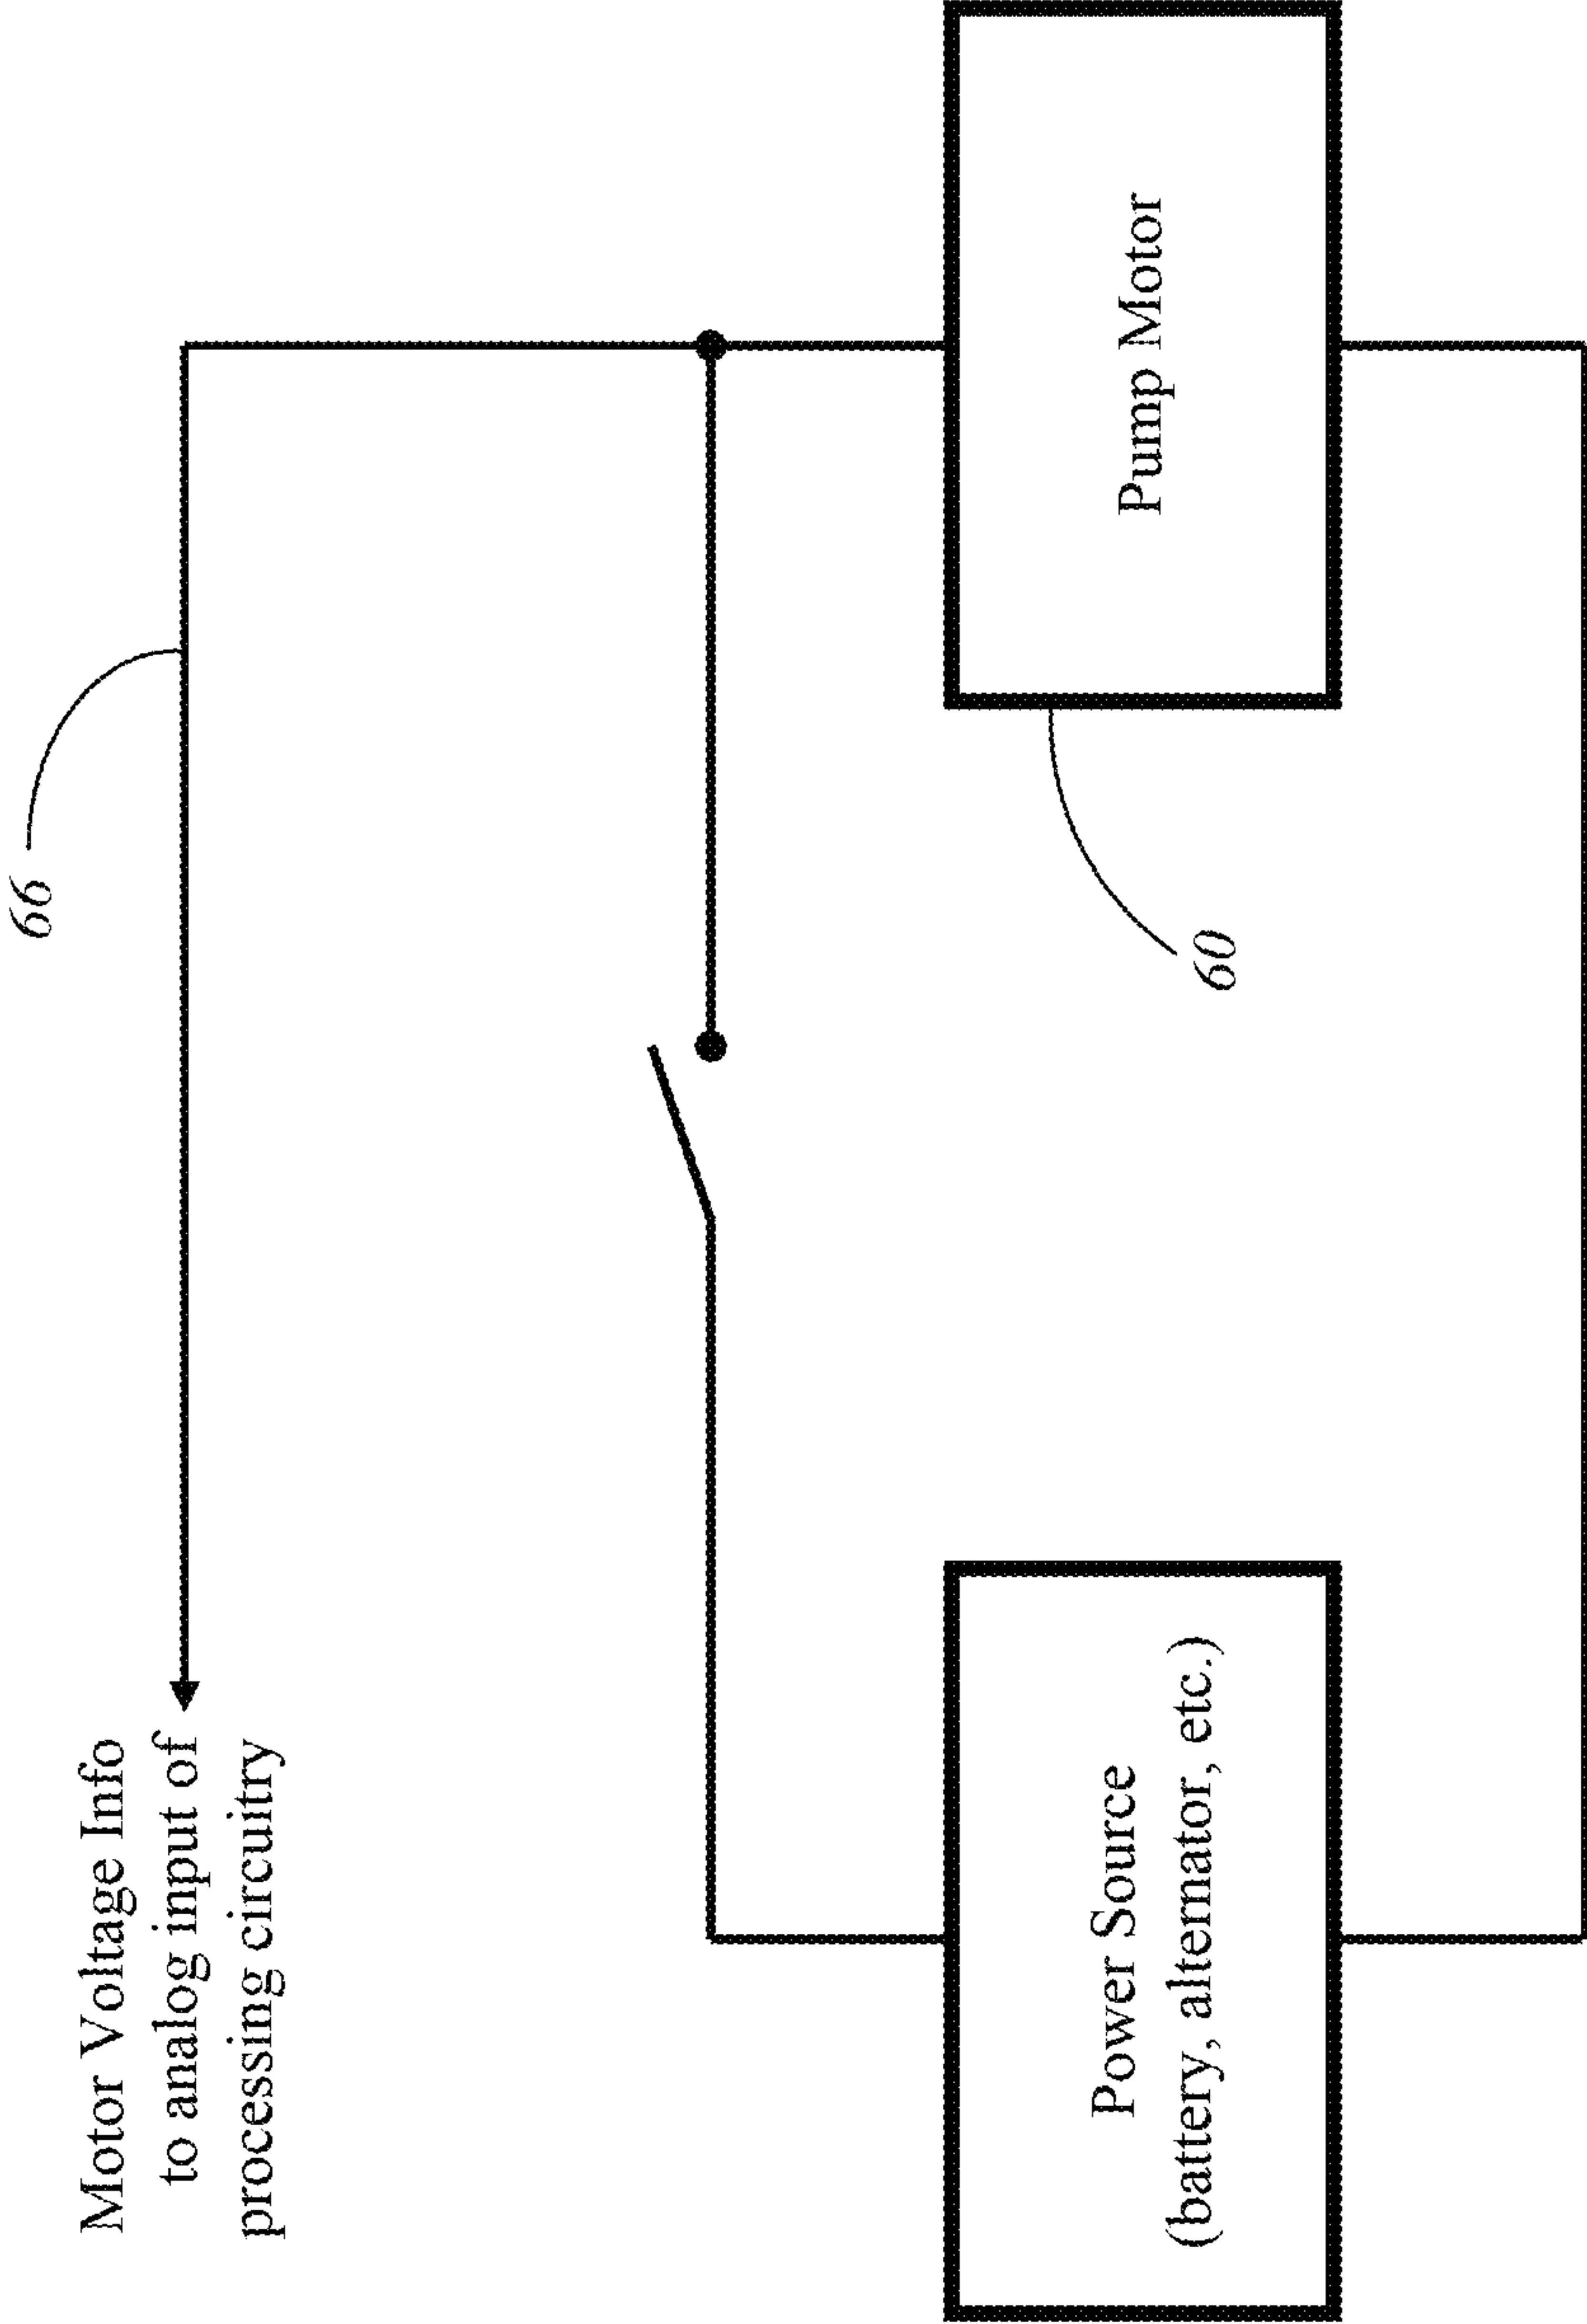 Motor Voltage Info
to analog input of
processing circuitry
66
Power Source
(battery, alternator, etc.)
60
Pump Motor